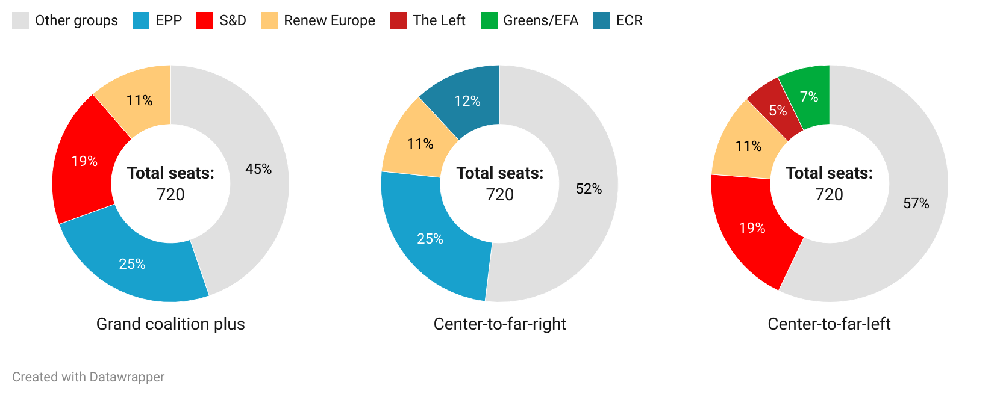 Other groups EPP S&D Renew Europe The Left Greens/EFA ECR
11%
19%
45%
25%
Total seats:
720
Grand coalition plus
12%
11%
52%
25%
Total seats:
720
Center-to-far-right
7%
5%
11%
57%
19%
Total seats:
720
Center-to-far-left
Created with Datawrapper